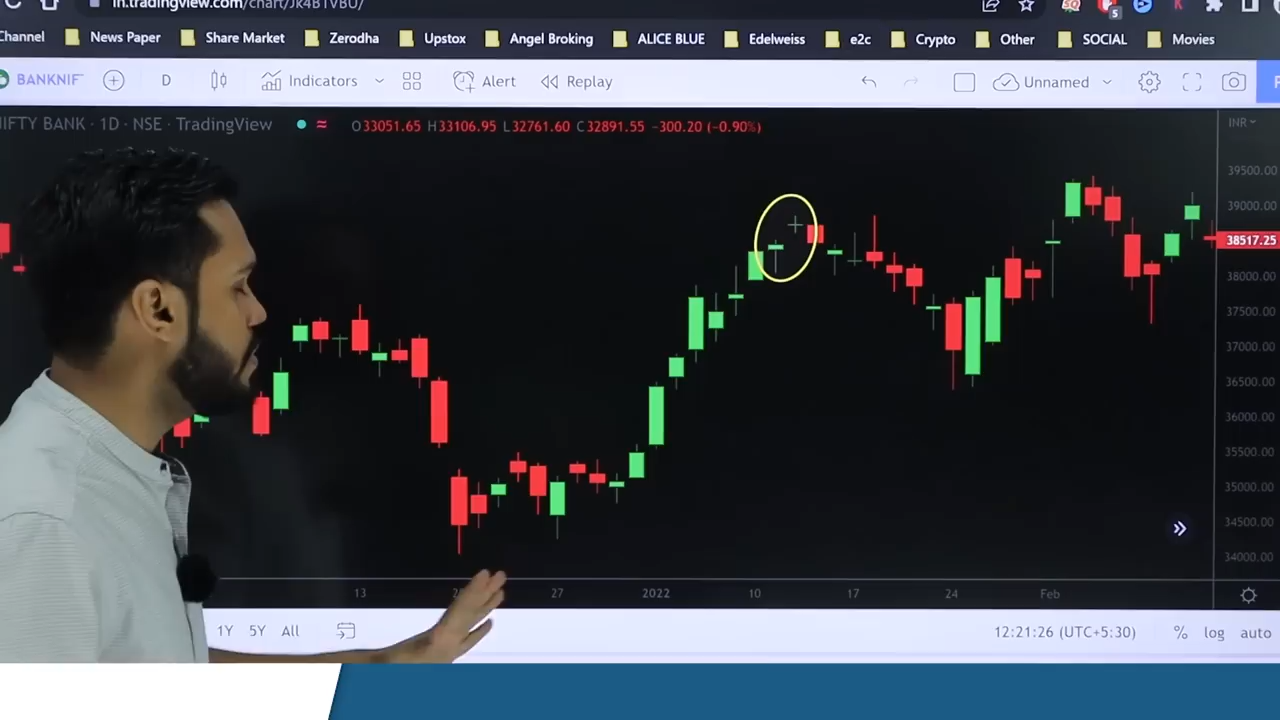 in.tradingview.com/chart/Jk4B1VBU/
Channel News Paper Share Market Zerodha Upstox Angel Broking ALICE BLUE Edelweiss e2c Crypto Other SOCIAL Movies
BANKNIF D Indicators Alert Replay Unnamed
NIFTY BANK · 1D · NSE · TradingView O33051.65 H33106.95 L32761.60 C32891.55 −300.20 (−0.90%) INR
39500.00
39000.00
38517.25
38000.00
37500.00
37000.00
36500.00
36000.00
35500.00
35000.00
34500.00
34000.00
13 27 2022 10 17 24 Feb
1Y 5Y All 12:21:26 (UTC+5:30) % log auto